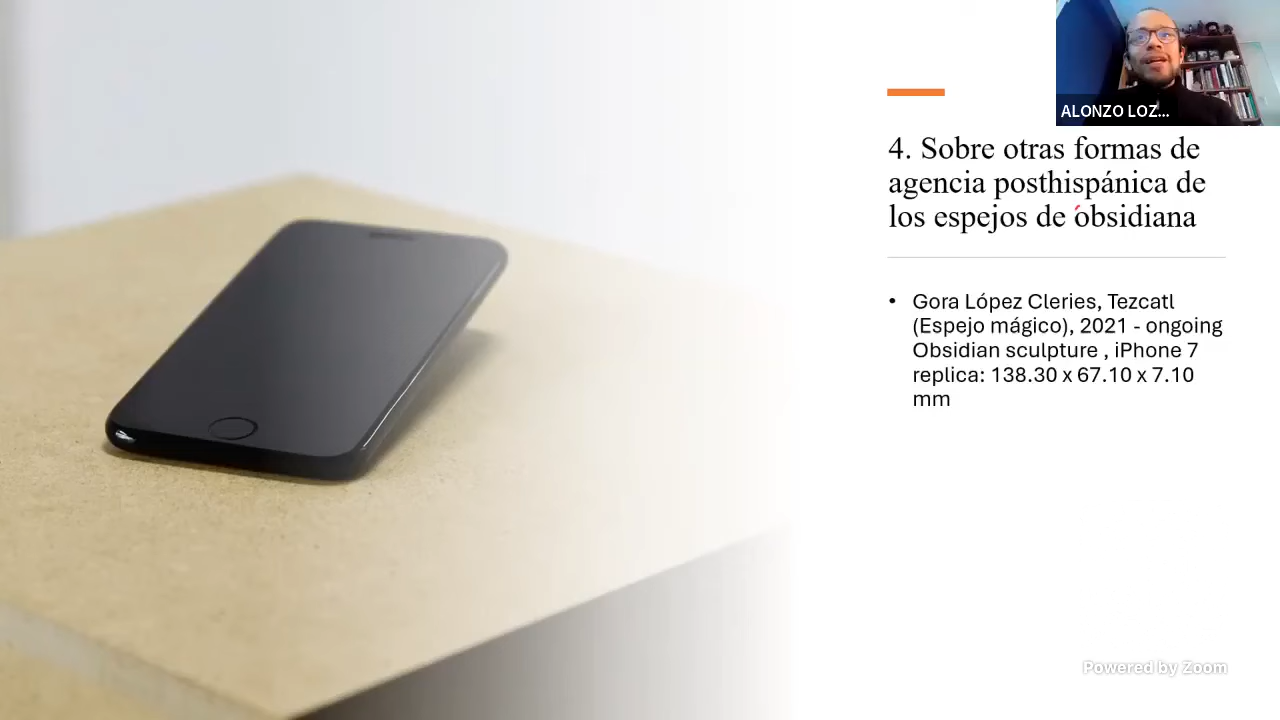 ALONZO LOZ...
4. Sobre otras formas de
agencia posthispánica de
los espejos de obsidiana
• Gora López Cleries, Tezcatl
(Espejo mágico), 2021 - ongoing
Obsidian sculpture , iPhone 7
replica: 138.30 x 67.10 x 7.10
mm
Powered by Zoom